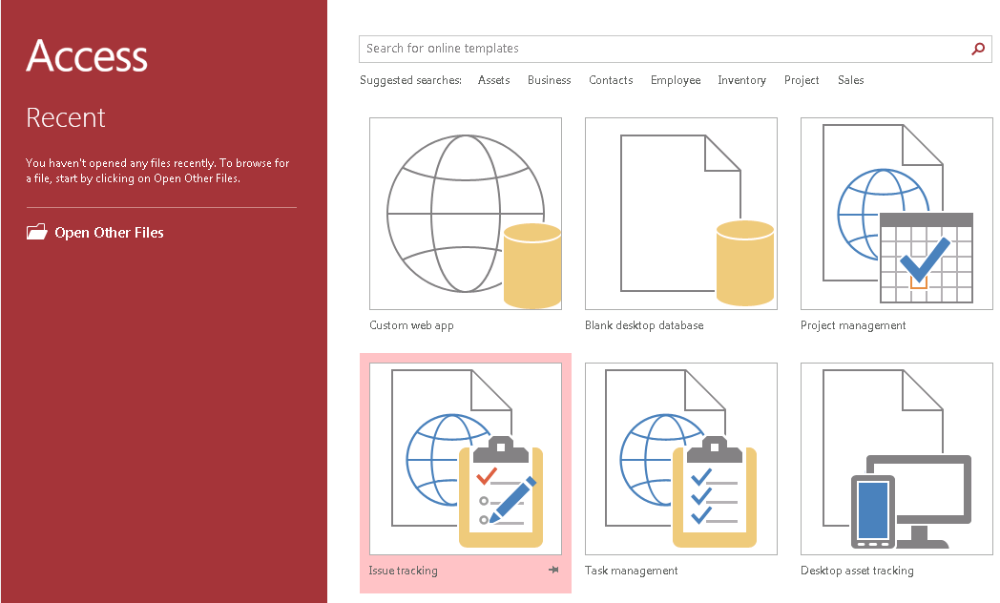 Access
Recent
You haven't opened any files recently. To browse for
a file, start by clicking on Open Other Files.
Open Other Files
Search for online templates
Suggested searches: Assets Business Contacts Employee Inventory Project Sales
Custom web app
Blank desktop database
Project management
Issue tracking
Task management
Desktop asset tracking